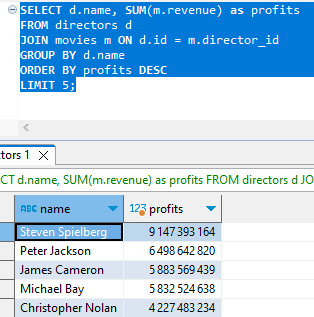 SELECT d.name, SUM(m.revenue) as profits
FROM directors d
JOIN movies m ON d.id = m.director_id
GROUP BY d.name
ORDER BY profits DESC
LIMIT 5;
ctors 1
CT d.name, SUM(m.revenue) as profits FROM directors d JO
ABC name 123 profits
Steven Spielberg 9 147 393 164
Peter Jackson 6 498 642 820
James Cameron 5 883 569 439
Michael Bay 5 832 524 638
Christopher Nolan 4 227 483 234